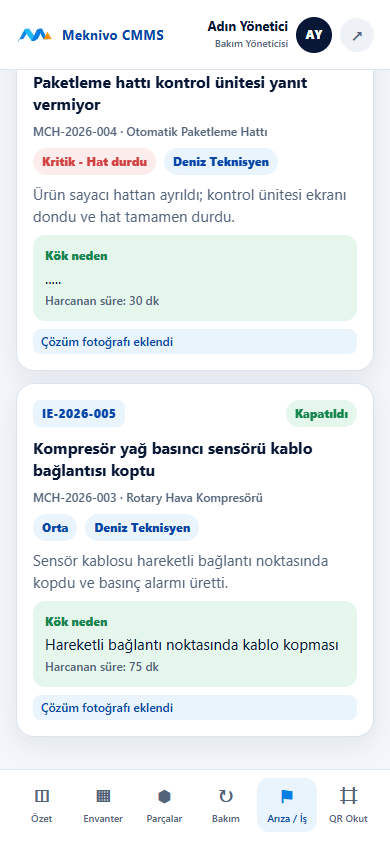 Meknivo CMMS
Adın Yönetici
Bakım Yöneticisi
AY
Paketleme hattı kontrol ünitesi yanıt
vermiyor
MCH-2026-004 · Otomatik Paketleme Hattı
Kritik - Hat durdu
Deniz Teknisyen
Ürün sayacı hattan ayrıldı; kontrol ünitesi ekranı
dondu ve hat tamamen durdu.
Kök neden
.....
Harcanan süre: 30 dk
Çözüm fotoğrafı eklendi
IE-2026-005
Kapatıldı
Kompresör yağ basıncı sensörü kablo
bağlantısı koptu
MCH-2026-003 · Rotary Hava Kompresörü
Orta
Deniz Teknisyen
Sensör kablosu hareketli bağlantı noktasında
kopdu ve basınç alarmı üretti.
Kök neden
Hareketli bağlantı noktasında kablo kopması
Harcanan süre: 75 dk
Çözüm fotoğrafı eklendi
Özet
Envanter
Parçalar
Bakım
Arıza / İş
QR Okut